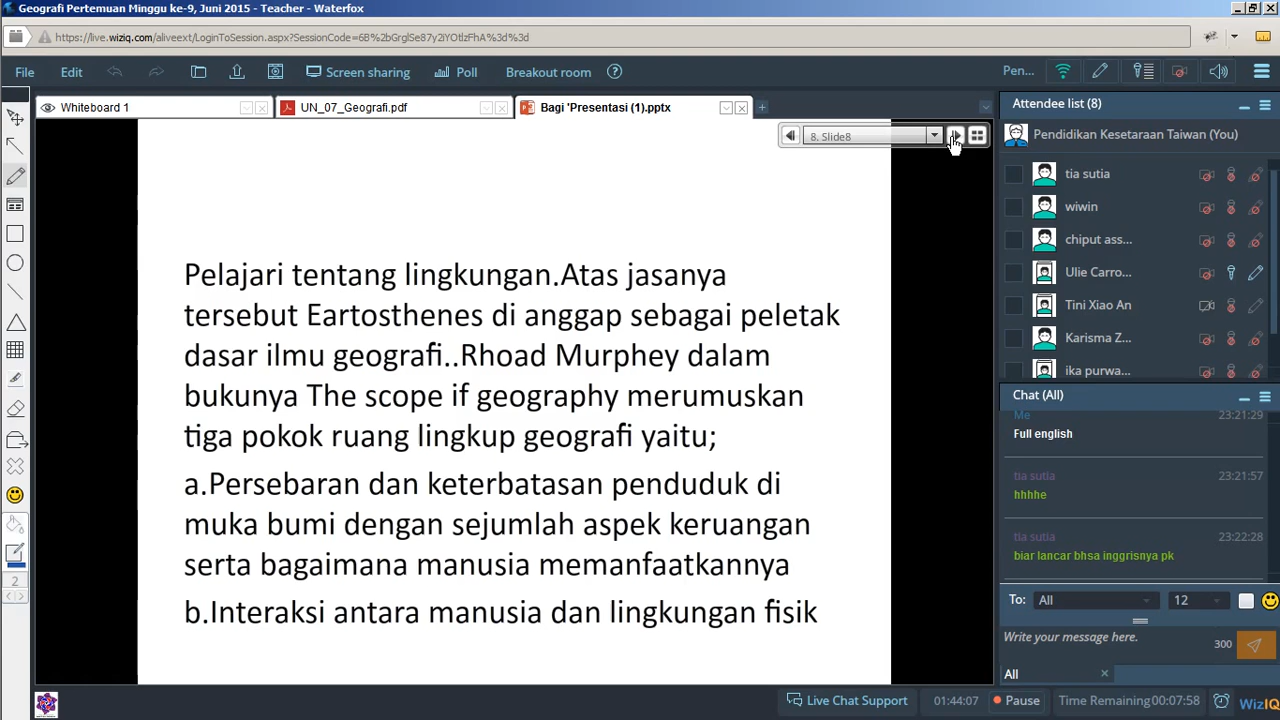 Geografi Pertemuan Minggu ke-9, Juni 2015 - Teacher - Waterfox
https://live.wiziq.com/aliveext/LoginToSession.aspx?SessionCode=6B%2bGrglSe87y2iYOtlzFhA%3d%3d
File Edit Screen sharing Poll Breakout room Pen...
Whiteboard 1 UN_07_Geografi.pdf Bagi 'Presentasi (1).pptx
8. Slide8
Pelajari tentang lingkungan.Atas jasanya
tersebut Eartosthenes di anggap sebagai peletak
dasar ilmu geografi..Rhoad Murphey dalam
bukunya The scope if geography merumuskan
tiga pokok ruang lingkup geografi yaitu;
a.Persebaran dan keterbatasan penduduk di
muka bumi dengan sejumlah aspek keruangan
serta bagaimana manusia memanfaatkannya
b.Interaksi antara manusia dan lingkungan fisik
2
Attendee list (8)
Pendidikan Kesetaraan Taiwan (You)
tia sutia
wiwin
chiput ass...
Ulie Carro...
Tini Xiao An
Karisma Z...
ika purwa...
Chat (All)
Me 23:21:29
Full english
tia sutia 23:21:57
hhhhe
tia sutia 23:22:28
biar lancar bhsa inggrisnya pk
To: All 12
Write your message here. 300
All
Live Chat Support 01:44:07 Pause Time Remaining 00:07:58 WizIQ